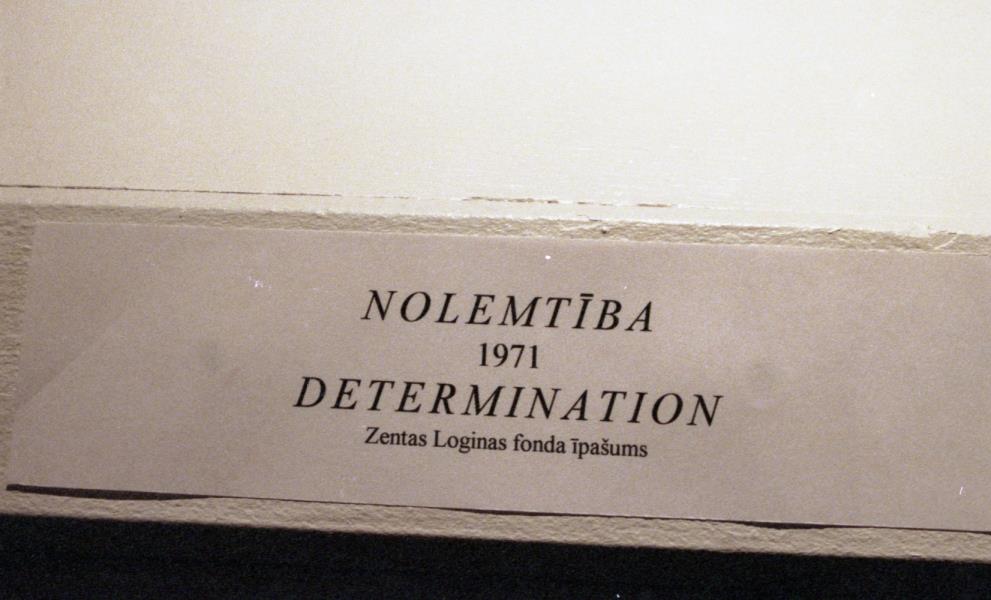 NOLEMTĪBA
1971
DETERMINATION
Zentas Loginas fonda īpašums